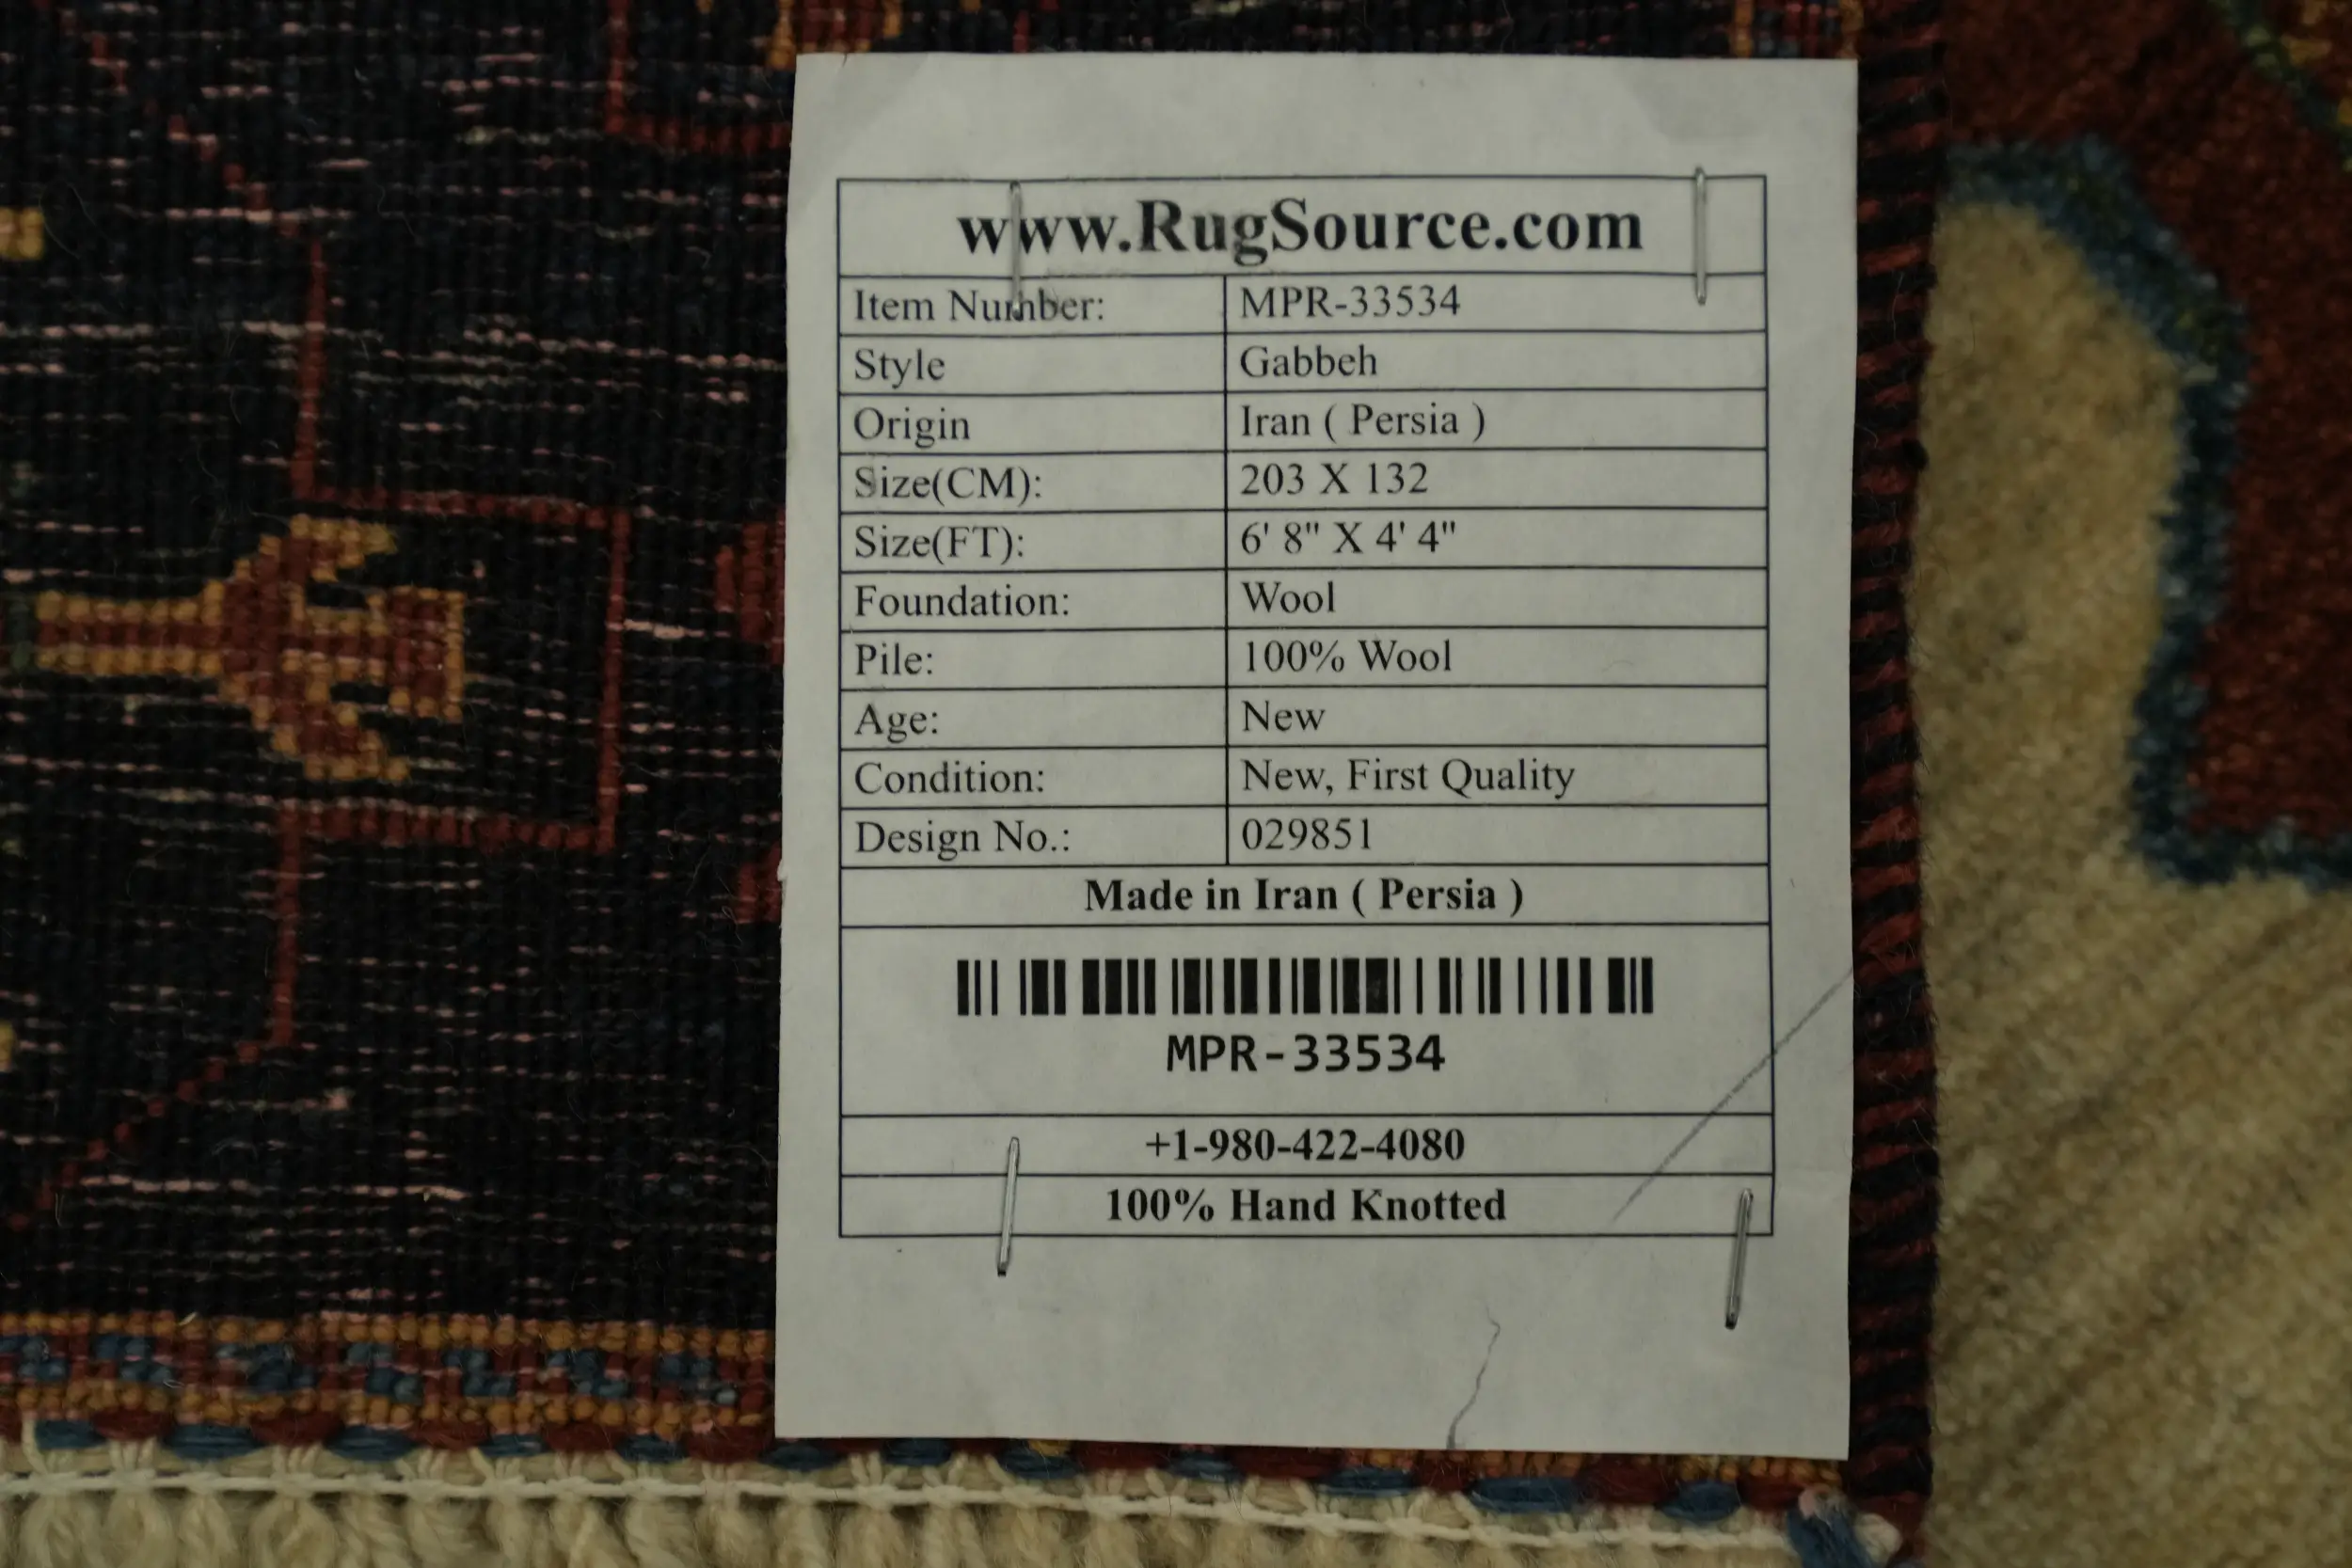 www.RugSource.com
Item Number: MPR-33534
Style Gabbeh
Origin Iran ( Persia )
Size(CM): 203 X 132
Size(FT): 6' 8" X 4' 4"
Foundation: Wool
Pile: 100% Wool
Age: New
Condition: New, First Quality
Design No.: 029851
Made in Iran ( Persia )
MPR-33534
+1-980-422-4080
100% Hand Knotted